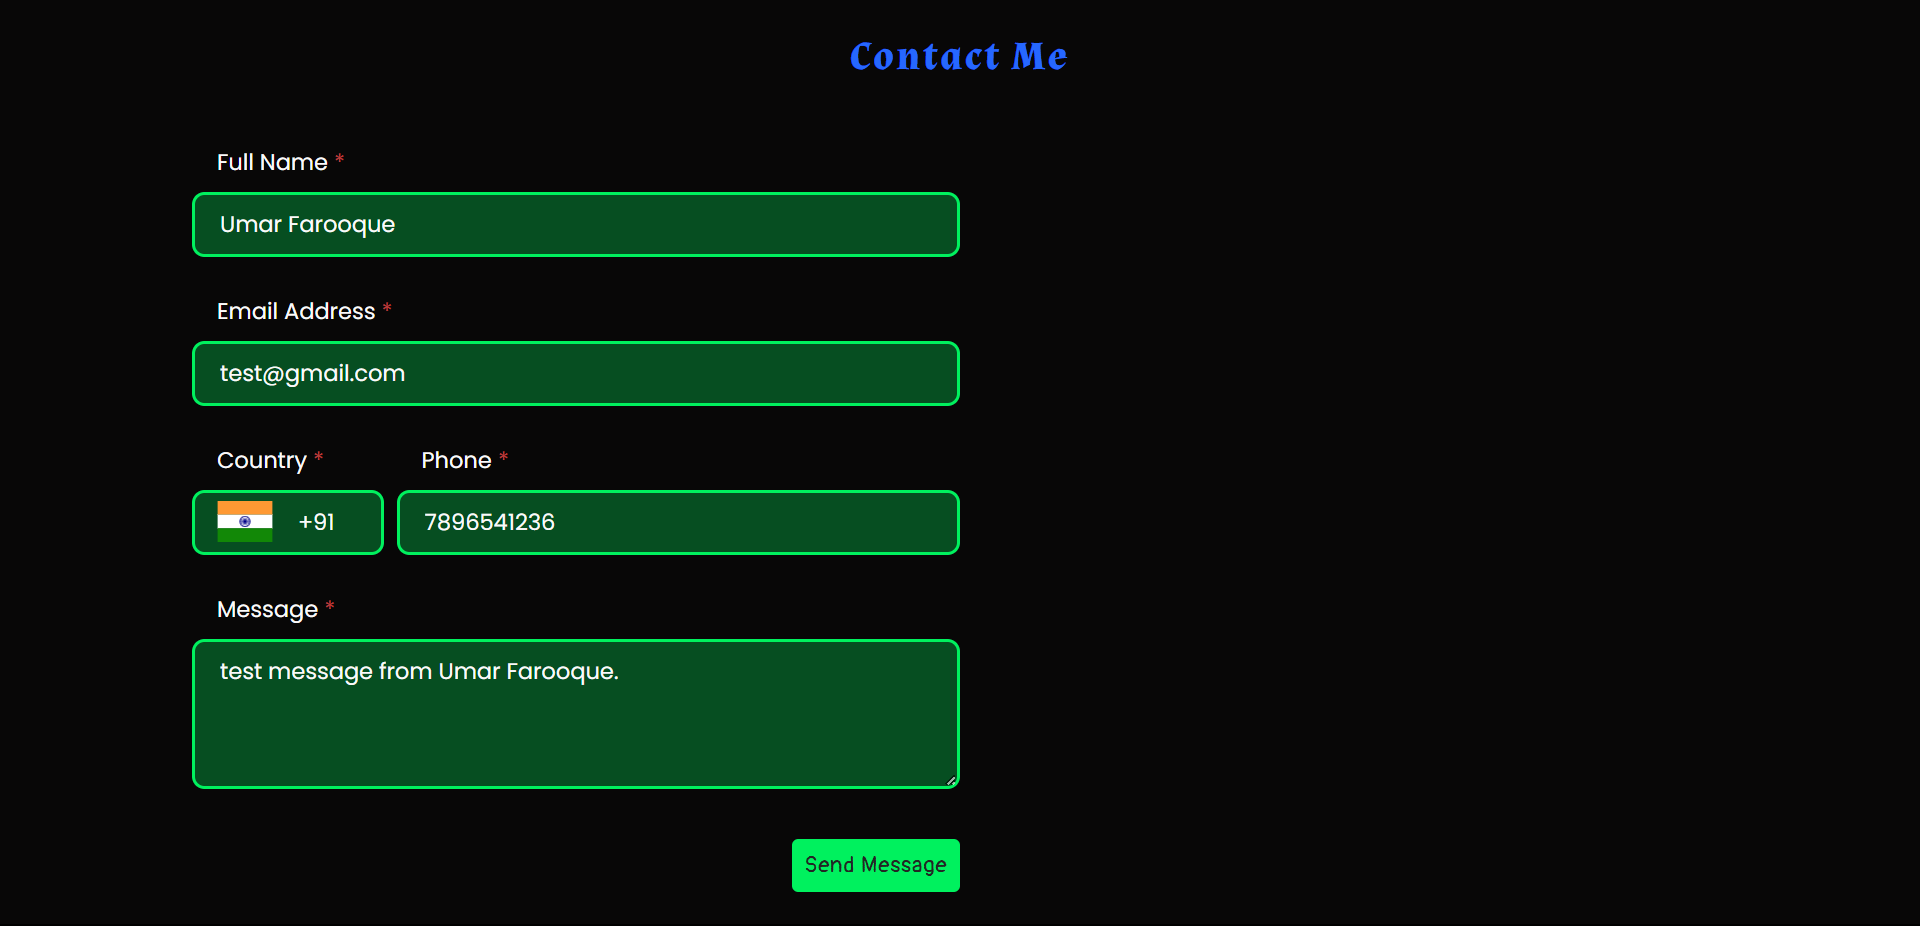 Contact Me
Full Name *
Umar Farooque
Email Address *
test@gmail.com
Country * Phone *
+91 7896541236
Message *
test message from Umar Farooque.
Send Message